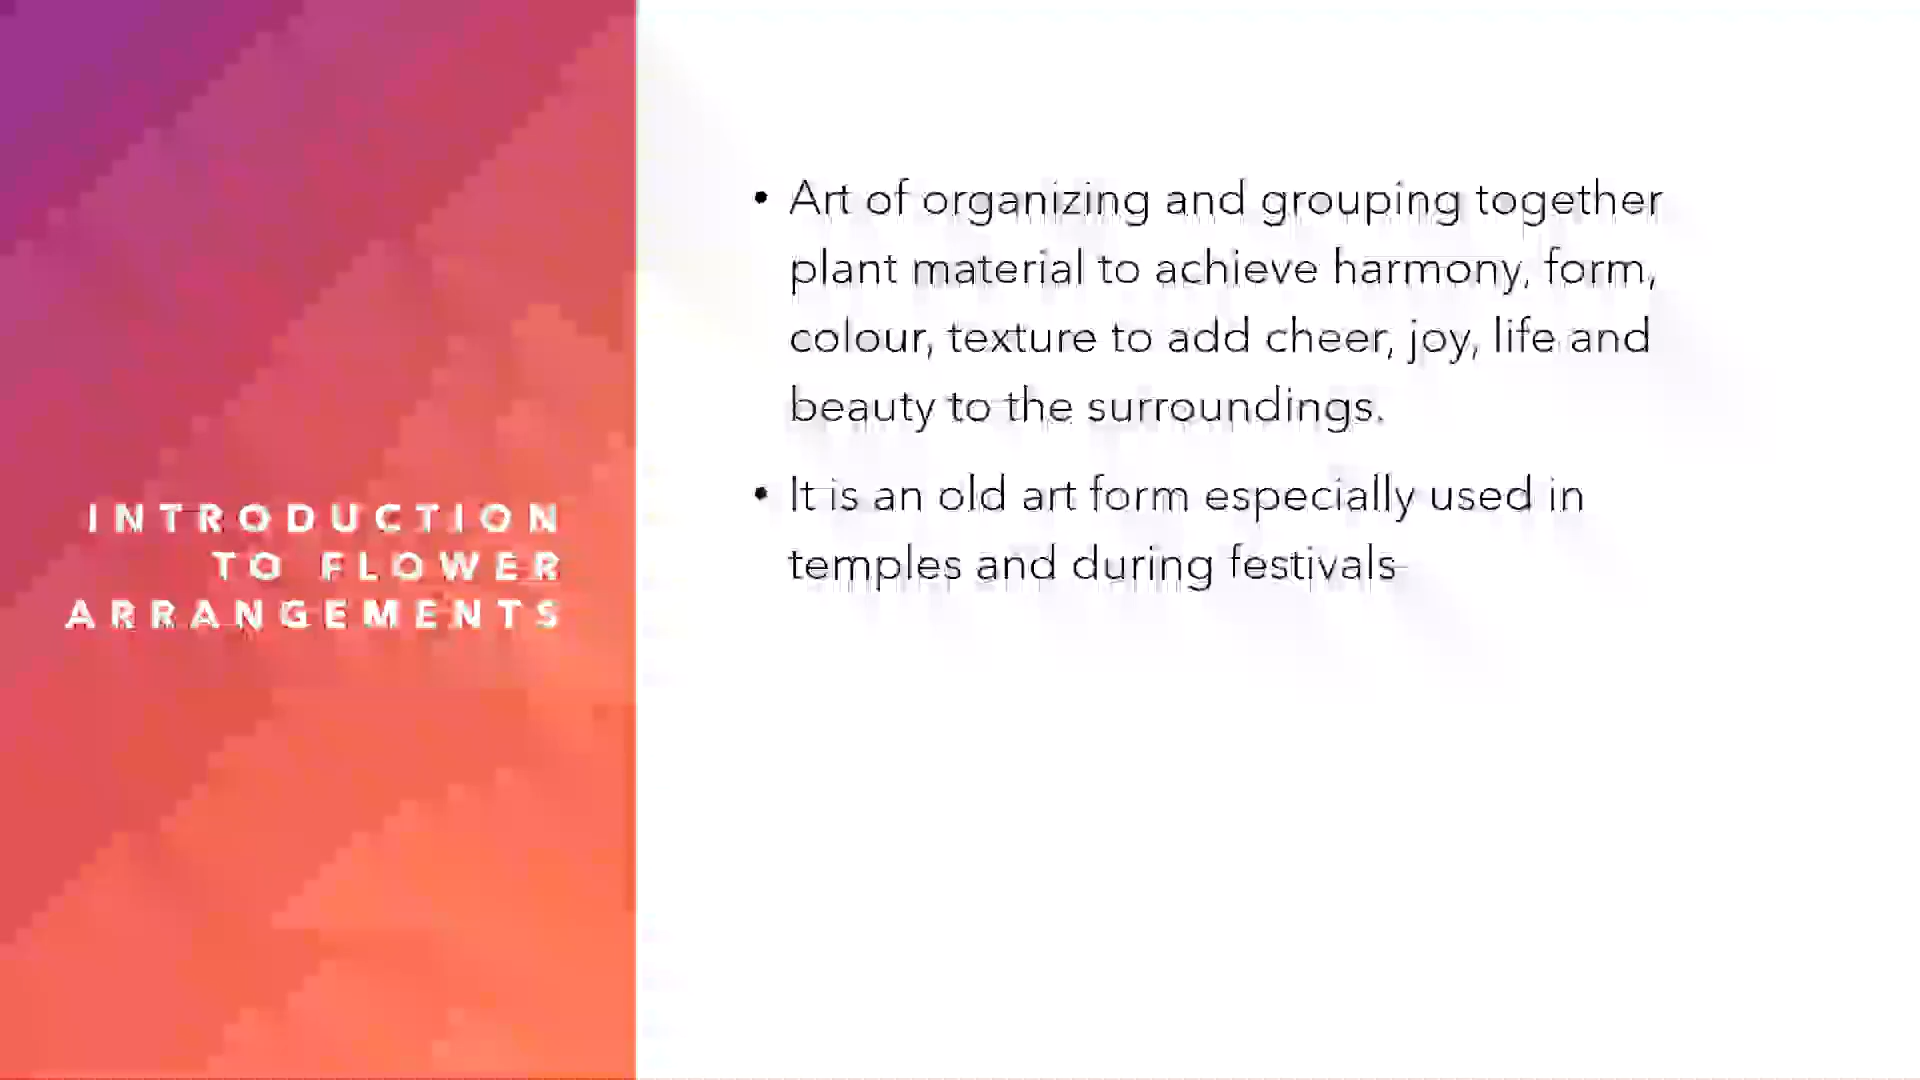 INTRODUCTION
TO FLOWER
ARRANGEMENTS
• Art of organizing and grouping together
plant material to achieve harmony, form,
colour, texture to add cheer, joy, life and
beauty to the surroundings.
• It is an old art form especially used in
temples and during festivals